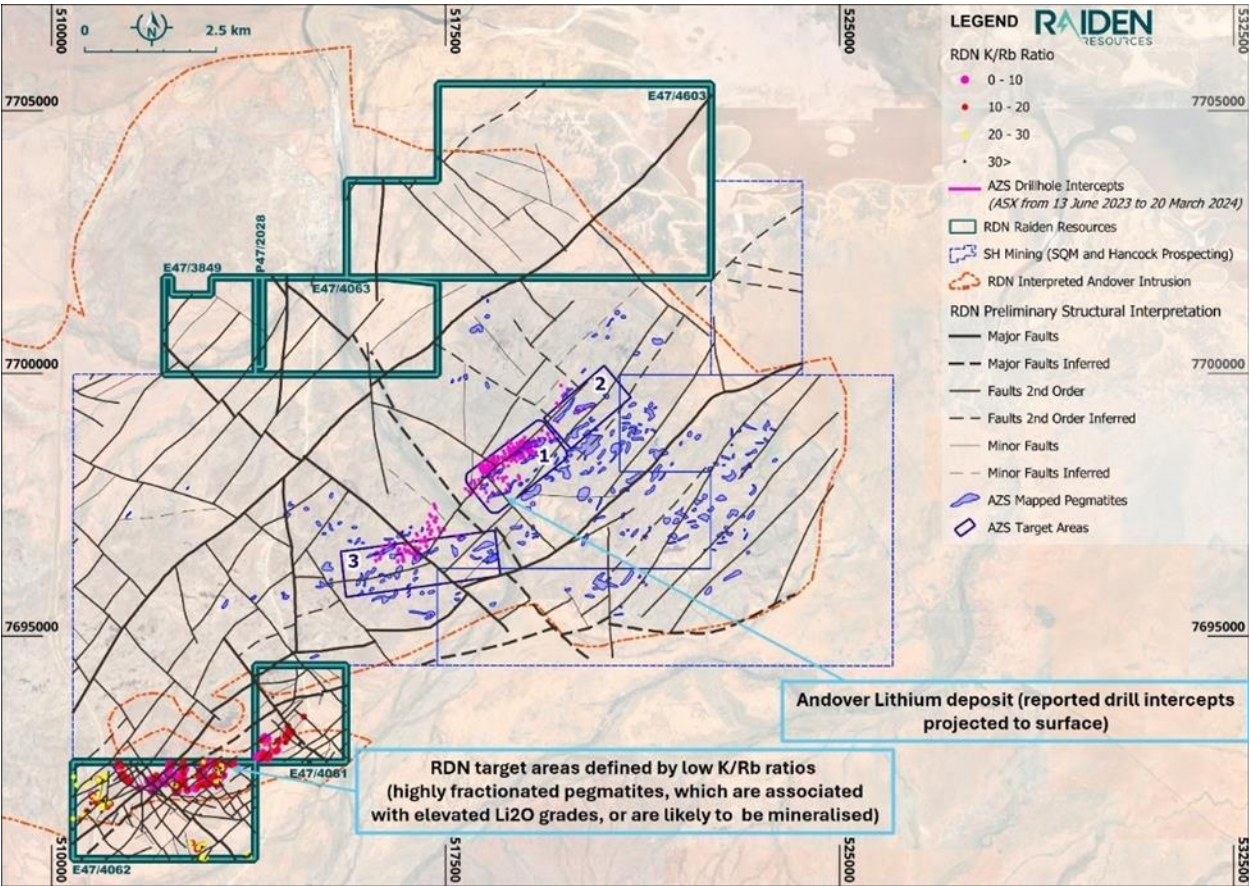 510000
517500
525000
532500
0
N
2.5 km
LEGEND
RAIDEN
RESOURCES
RDN K/Rb Ratio
0 - 10
10 - 20
20 - 30
30>
AZS Drillhole Intercepts
(ASX from 13 June 2023 to 20 March 2024)
RDN Raiden Resources
SH Mining (SQM and Hancock Prospecting)
RDN Interpreted Andover Intrusion
RDN Preliminary Structural Interpretation
Major Faults
Major Faults Inferred
Faults 2nd Order
Faults 2nd Order Inferred
Minor Faults
Minor Faults Inferred
AZS Mapped Pegmatites
AZS Target Areas
7705000
E47/4603
7705000
P47/2028
E47/3849
E47/4063
7700000
7700000
2
1
3
7695000
7695000
Andover Lithium deposit (reported drill intercepts
projected to surface)
E47/4061
RDN target areas defined by low K/Rb ratios
(highly fractionated pegmatites, which are associated
with elevated Li2O grades, or are likely to be mineralised)
E47/4062
510000
517500
525000
532500